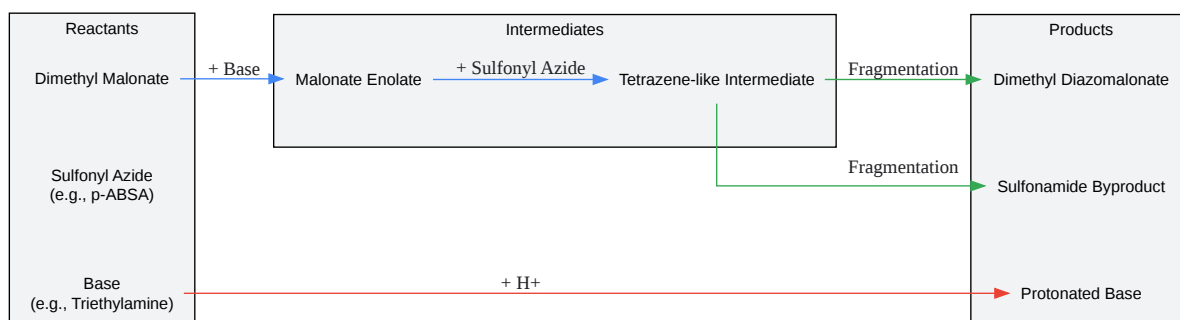 Reactants
Intermediates
Products
Dimethyl Malonate
+ Base
Malonate Enolate
+ Sulfonyl Azide
Tetrazene-like Intermediate
Fragmentation
Dimethyl Diazomalonate
Sulfonyl Azide
(e.g., p-ABSA)
Fragmentation
Sulfonamide Byproduct
Base
(e.g., Triethylamine)
+ H+
Protonated Base